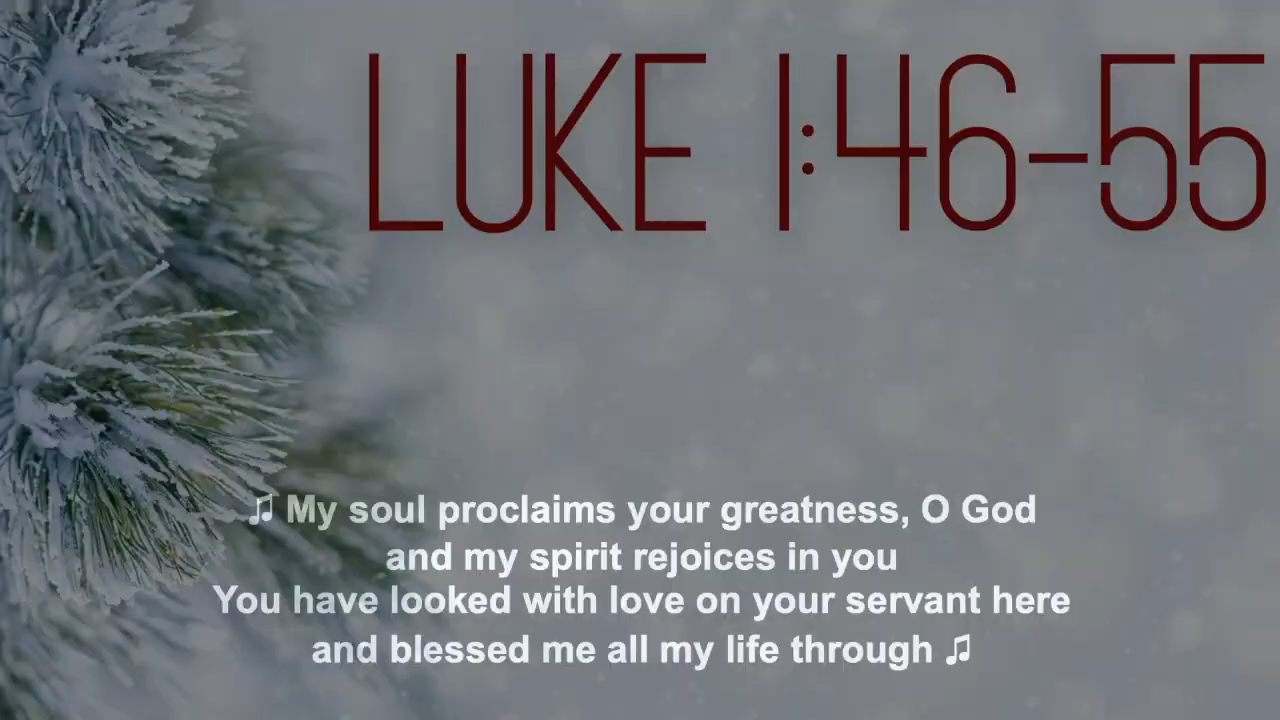 LUKE 1:46-55
♫ My soul proclaims your greatness, O God
and my spirit rejoices in you
You have looked with love on your servant here
and blessed me all my life through ♫